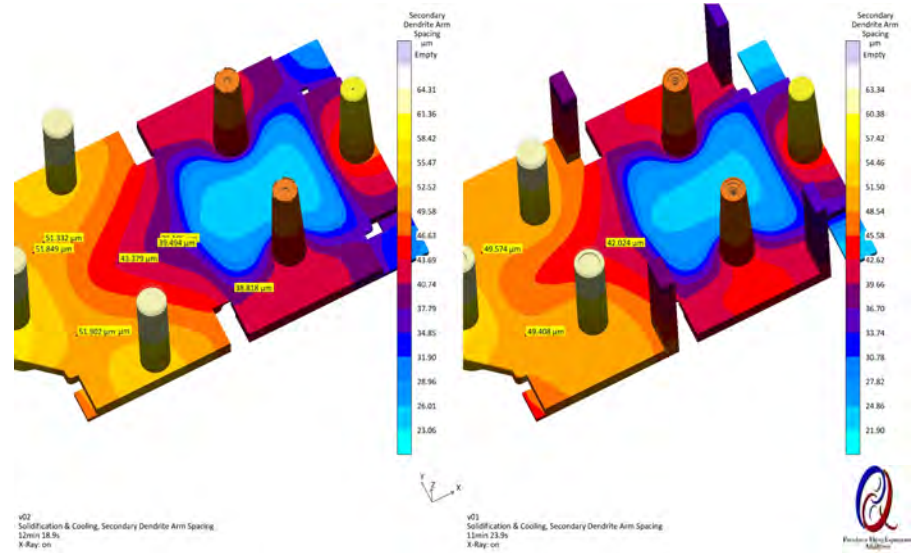 Secondary
Dendrite Arm
Spacing
µm
Empty
64.31
61.36
58.42
55.47
52.52
49.58
46.63
43.69
40.74
37.79
34.85
31.90
28.96
26.01
23.06
51.332 µm
51.849 µm
39.494 µm
43.379 µm
38.818 µm
51.902 µm µm
v02
Solidification & Cooling, Secondary Dendrite Arm Spacing
12min 18.9s
X-Ray: on
Y
Z
X
Secondary
Dendrite Arm
Spacing
µm
Empty
63.34
60.38
57.42
54.46
51.50
48.54
45.58
42.62
39.66
36.70
33.74
30.78
27.82
24.86
21.90
49.574 µm
42.024 µm
49.408 µm
v01
Solidification & Cooling, Secondary Dendrite Arm Spacing
11min 23.9s
X-Ray: on